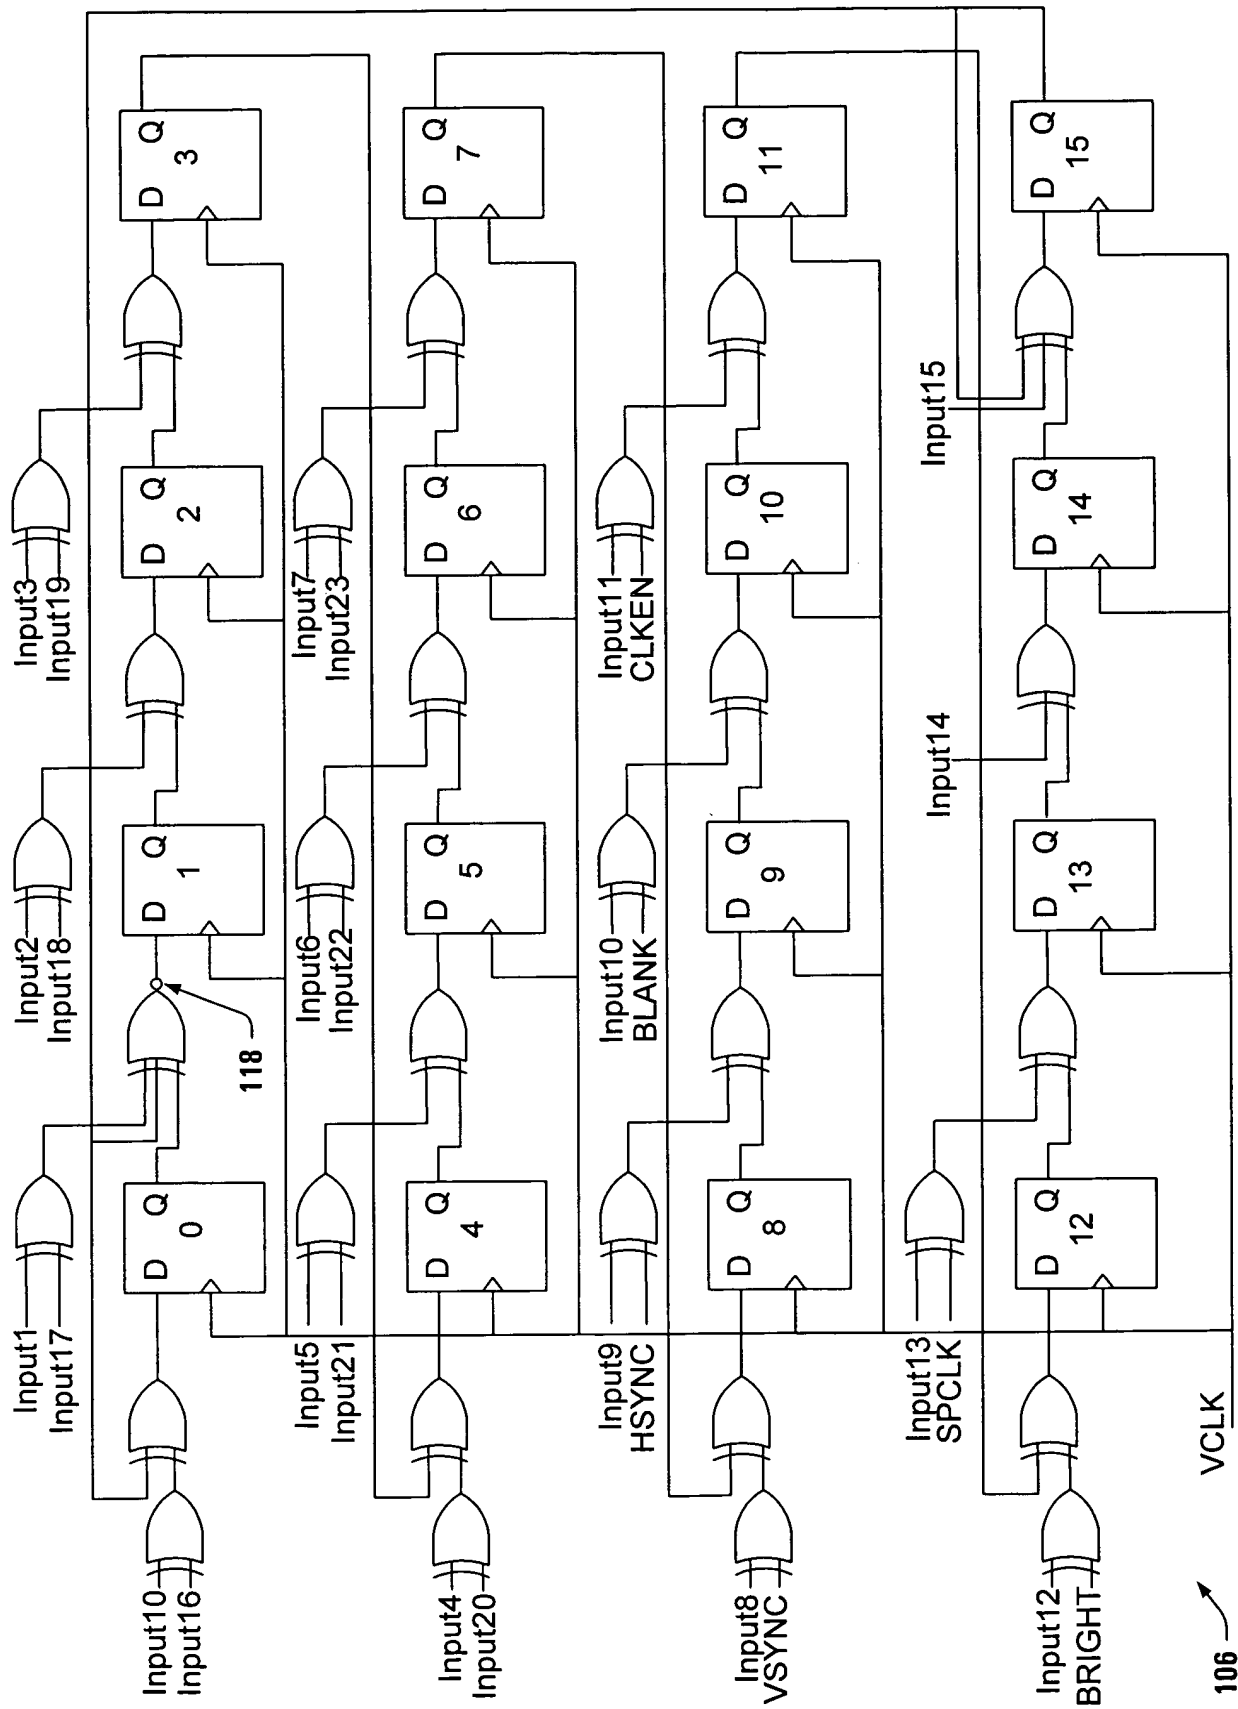 Input10
Input16
D Q
0
Input1
Input17
118
D Q
1
Input2
Input18
D Q
2
Input3
Input19
D Q
3
Input4
Input20
D Q
4
Input5
Input21
D Q
5
Input6
Input22
D Q
6
Input7
Input23
D Q
7
Input8
VSYNC
D Q
8
Input9
HSYNC
D Q
9
Input10
BLANK
D Q
10
Input11
CLKEN
D Q
11
Input12
BRIGHT
D Q
12
Input13
SPCLK
D Q
13
Input14
D Q
14
Input15
D Q
15
VCLK
106